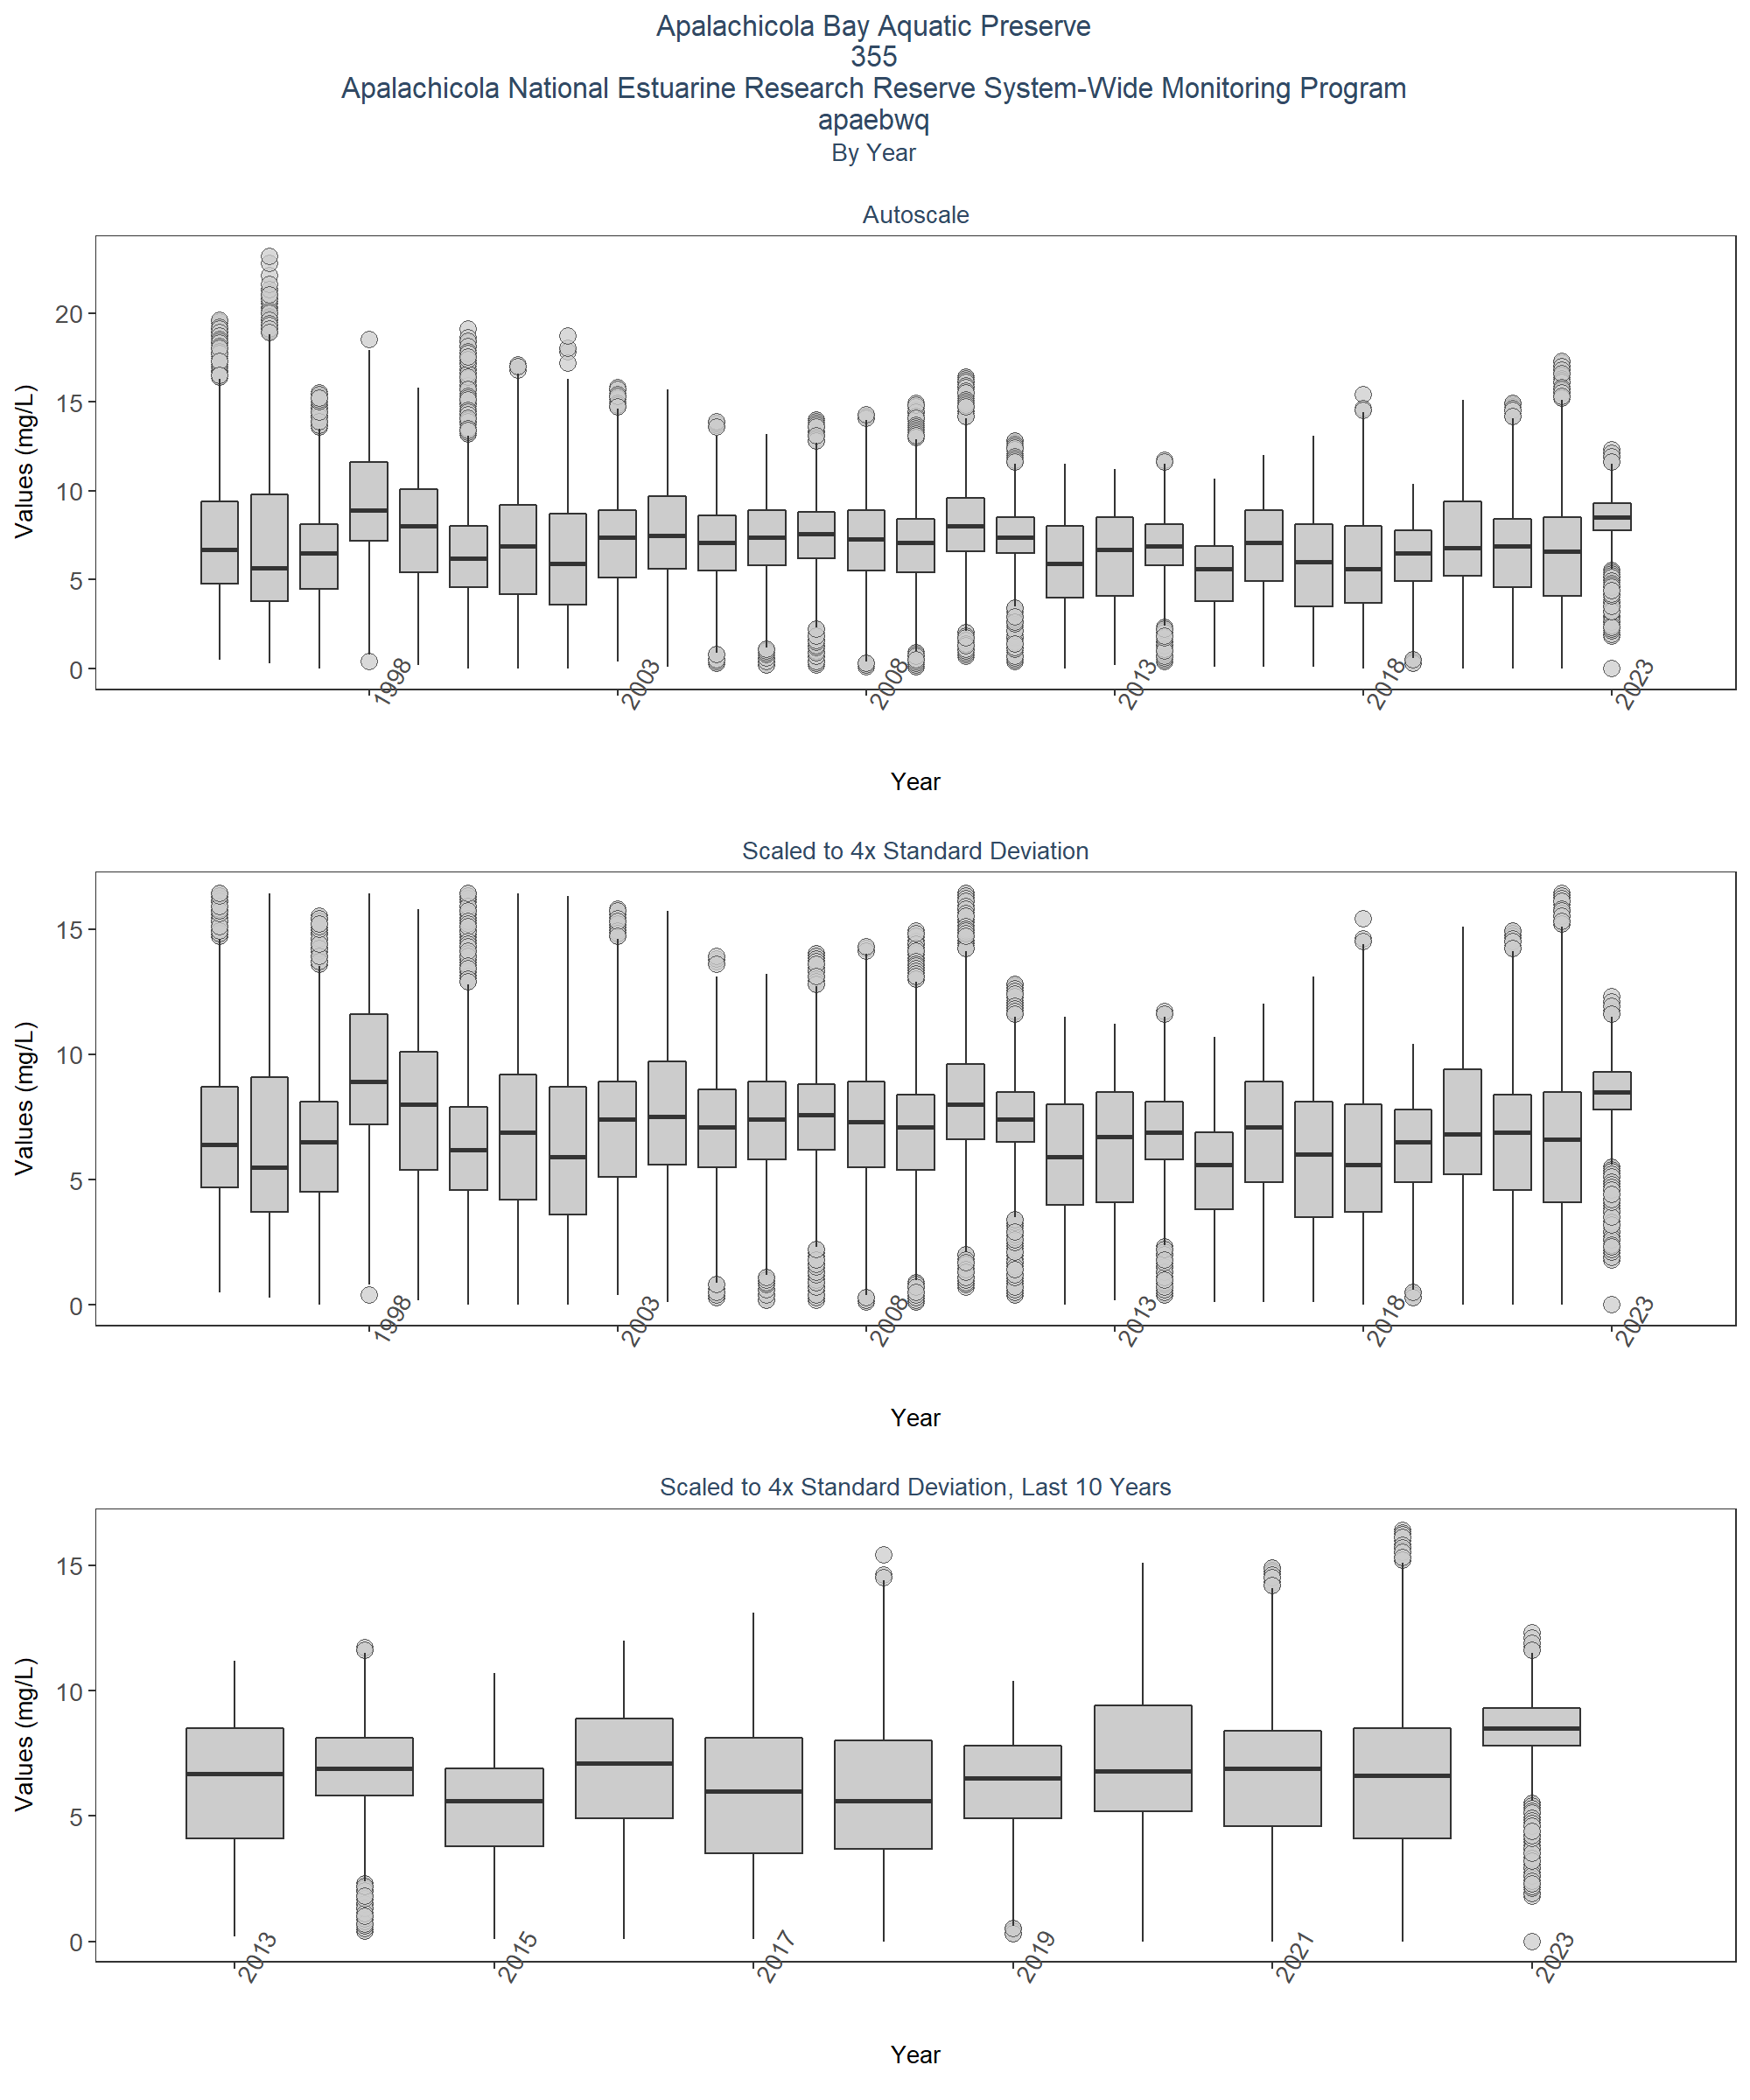 Apalachicola Bay Aquatic Preserve
355
Apalachicola National Estuarine Research Reserve System-Wide Monitoring Program
apaebwq
By Year
Autoscale
Values (mg/L)
20
15
10
5
0
1998 2003 2008 2013 2018 2023
Year
Scaled to 4x Standard Deviation
Values (mg/L)
15
10
5
0
1998 2003 2008 2013 2018 2023
Year
Scaled to 4x Standard Deviation, Last 10 Years
Values (mg/L)
15
10
5
0
2013 2015 2017 2019 2021 2023
Year